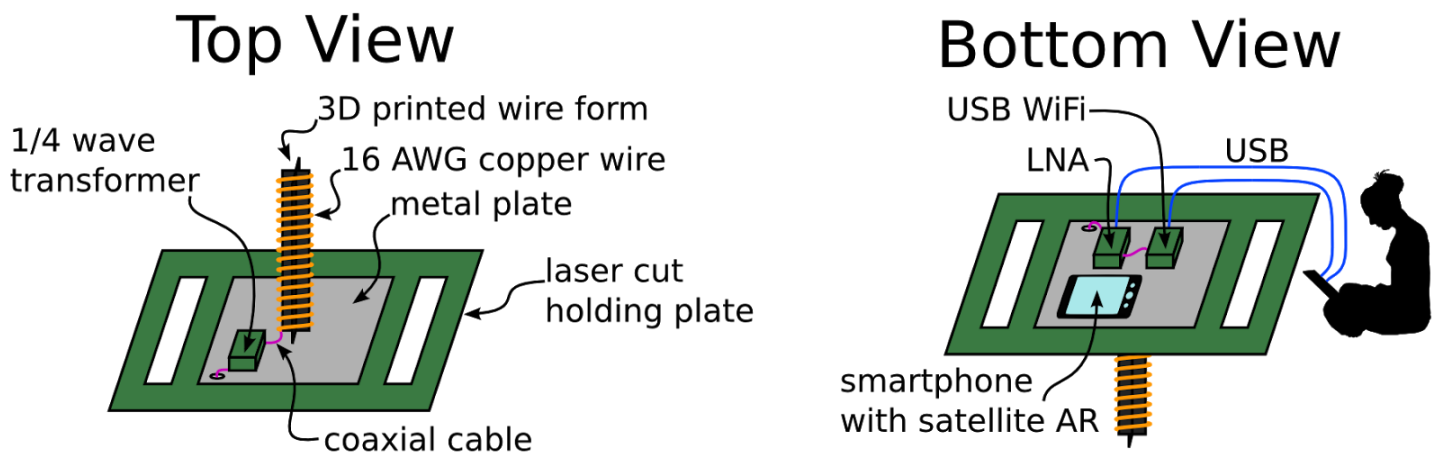 Top View
3D printed wire form
1/4 wave
transformer
16 AWG copper wire
metal plate
laser cut
holding plate
coaxial cable
Bottom View
USB WiFi
LNA
USB
smartphone
with satellite AR